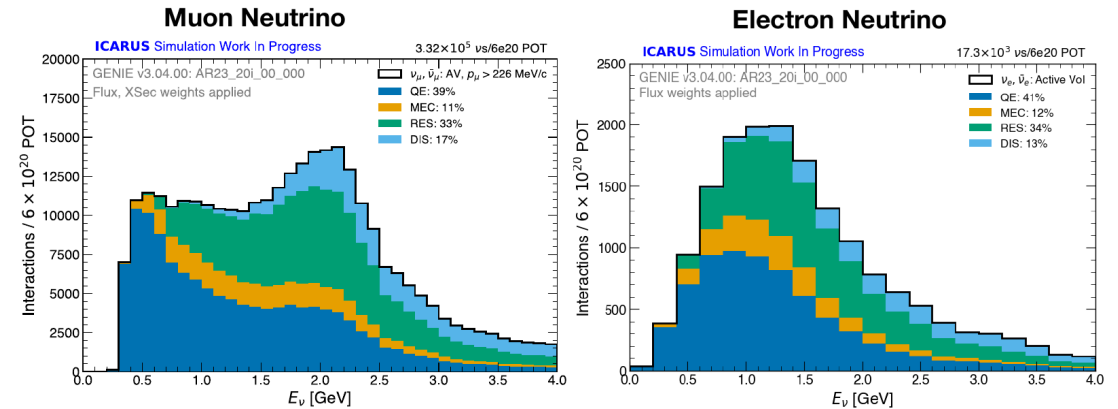 Muon Neutrino
ICARUS Simulation Work In Progress
3.32×10⁵ νs/6e20 POT
GENIE v3.04.00: AR23_20i_00_000
Flux, XSec weights applied
ν_μ, ν̄_μ: AV, p_μ > 226 MeV/c
QE: 39%
MEC: 11%
RES: 33%
DIS: 17%
Interactions / 6 × 10²⁰ POT
20000
17500
15000
12500
10000
7500
5000
2500
0
0.0 0.5 1.0 1.5 2.0 2.5 3.0 3.5 4.0
E_ν [GeV]
Electron Neutrino
ICARUS Simulation Work In Progress
17.3×10³ νs/6e20 POT
GENIE v3.04.00: AR23_20i_00_000
Flux weights applied
ν_e, ν̄_e: Active Vol
QE: 41%
MEC: 12%
RES: 34%
DIS: 13%
Interactions / 6 × 10²⁰ POT
2500
2000
1500
1000
500
0
0.0 0.5 1.0 1.5 2.0 2.5 3.0 3.5 4.0
E_ν [GeV]